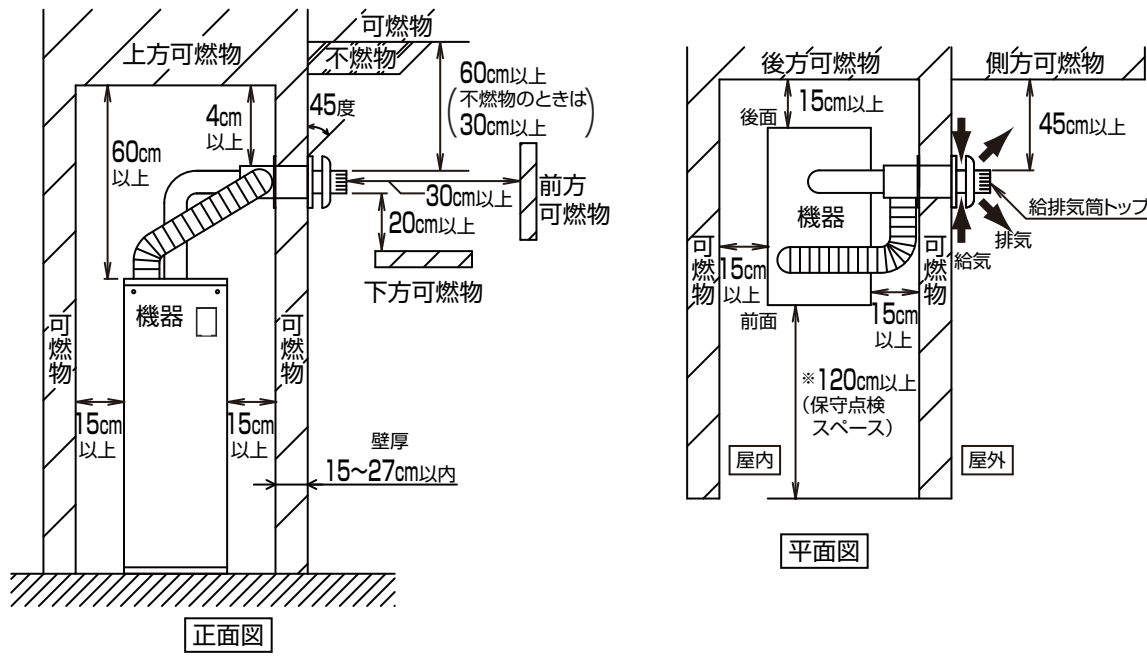 可燃物
不燃物
上方可燃物
60cm以上
(不燃物のときは
30cm以上)
45度
4cm
以上
60cm
以上
30cm以上
前方
可燃物
20cm以上
下方可燃物
機器
可燃物
可燃物
15cm
以上
15cm
以上
壁厚
15~27cm以内
正面図
後方可燃物
側方可燃物
15cm以上
後面
45cm以上
機器
給排気筒トップ
排気
給気
可燃物
可燃物
15cm
以上
前面
15cm
以上
※120cm以上
(保守点検
スペース)
屋内
屋外
平面図